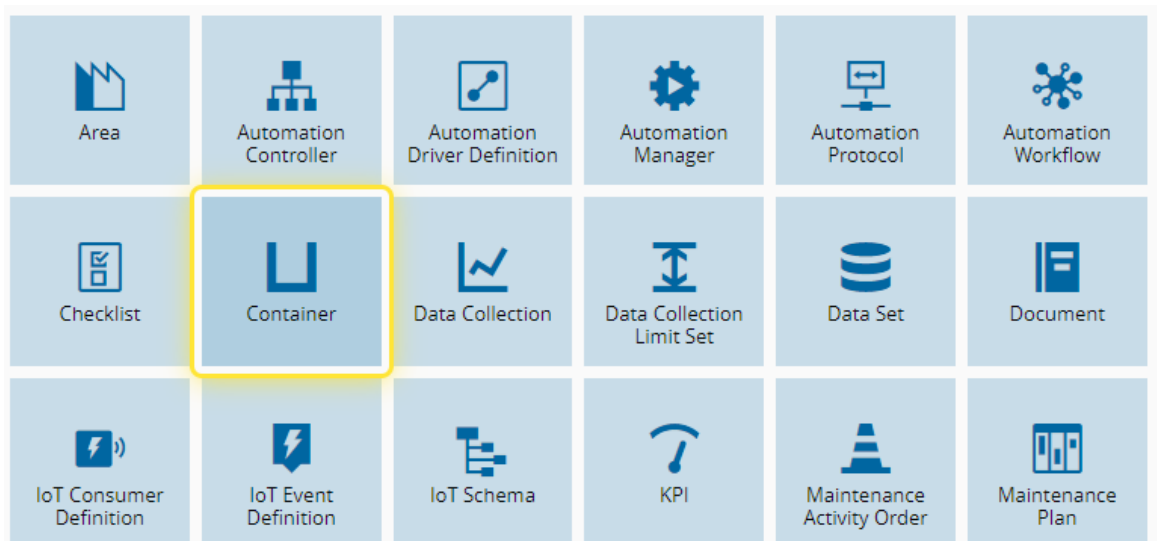 Area
Automation
Controller
Automation
Driver Definition
Automation
Manager
Automation
Protocol
Automation
Workflow
Checklist
Container
Data Collection
Data Collection
Limit Set
Data Set
Document
IoT Consumer
Definition
IoT Event
Definition
IoT Schema
KPI
Maintenance
Activity Order
Maintenance
Plan